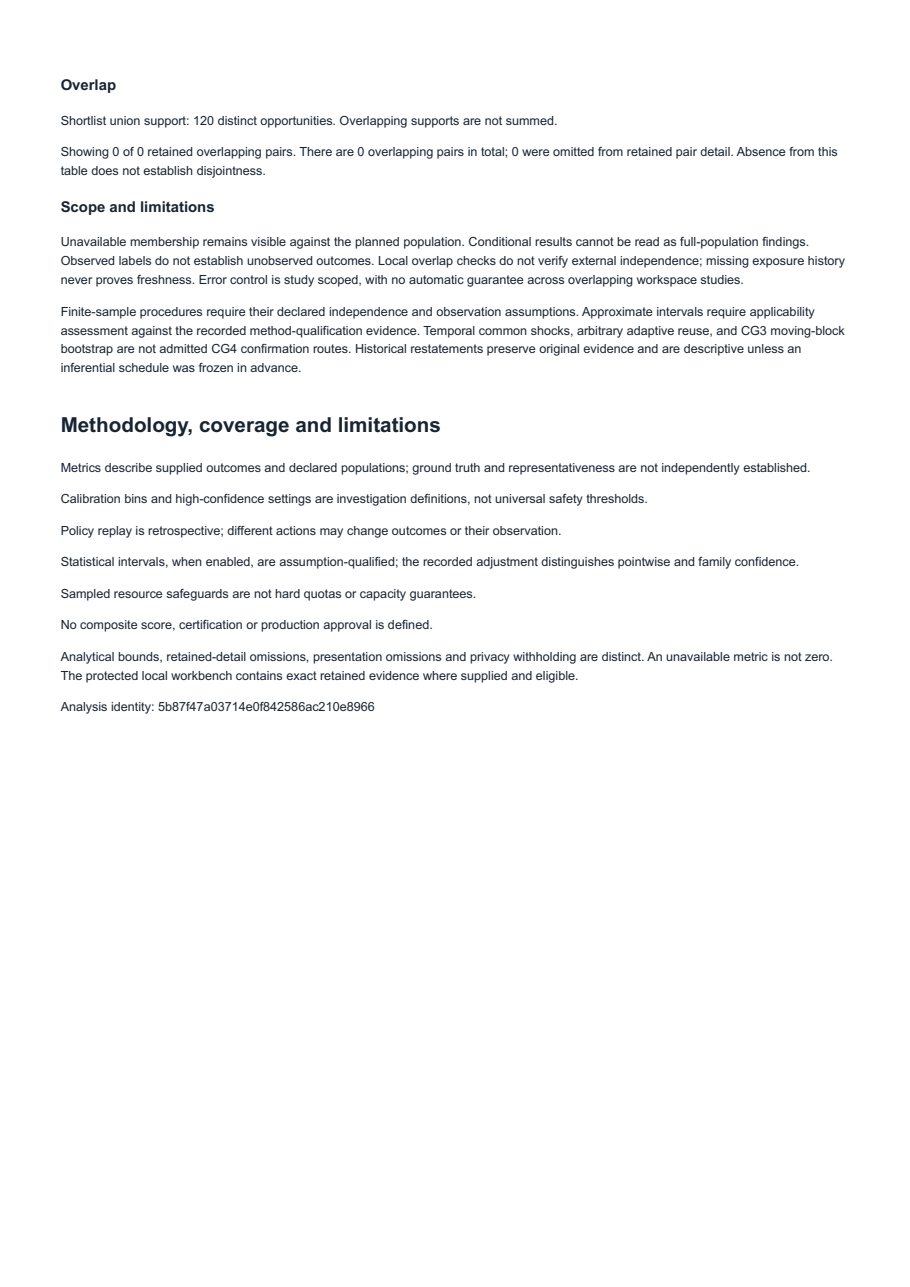 Overlap
Shortlist union support: 120 distinct opportunities. Overlapping supports are not summed.
Showing 0 of 0 retained overlapping pairs. There are 0 overlapping pairs in total; 0 were omitted from retained pair detail. Absence from this
table does not establish disjointness.
Scope and limitations
Unavailable membership remains visible against the planned population. Conditional results cannot be read as full-population findings.
Observed labels do not establish unobserved outcomes. Local overlap checks do not verify external independence; missing exposure history
never proves freshness. Error control is study scoped, with no automatic guarantee across overlapping workspace studies.
Finite-sample procedures require their declared independence and observation assumptions. Approximate intervals require applicability
assessment against the recorded method-qualification evidence. Temporal common shocks, arbitrary adaptive reuse, and CG3 moving-block
bootstrap are not admitted CG4 confirmation routes. Historical restatements preserve original evidence and are descriptive unless an
inferential schedule was frozen in advance.
Methodology, coverage and limitations
Metrics describe supplied outcomes and declared populations; ground truth and representativeness are not independently established.
Calibration bins and high-confidence settings are investigation definitions, not universal safety thresholds.
Policy replay is retrospective; different actions may change outcomes or their observation.
Statistical intervals, when enabled, are assumption-qualified; the recorded adjustment distinguishes pointwise and family confidence.
Sampled resource safeguards are not hard quotas or capacity guarantees.
No composite score, certification or production approval is defined.
Analytical bounds, retained-detail omissions, presentation omissions and privacy withholding are distinct. An unavailable metric is not zero.
The protected local workbench contains exact retained evidence where supplied and eligible.
Analysis identity: 5b87f47a03714e0f842586ac210e8966